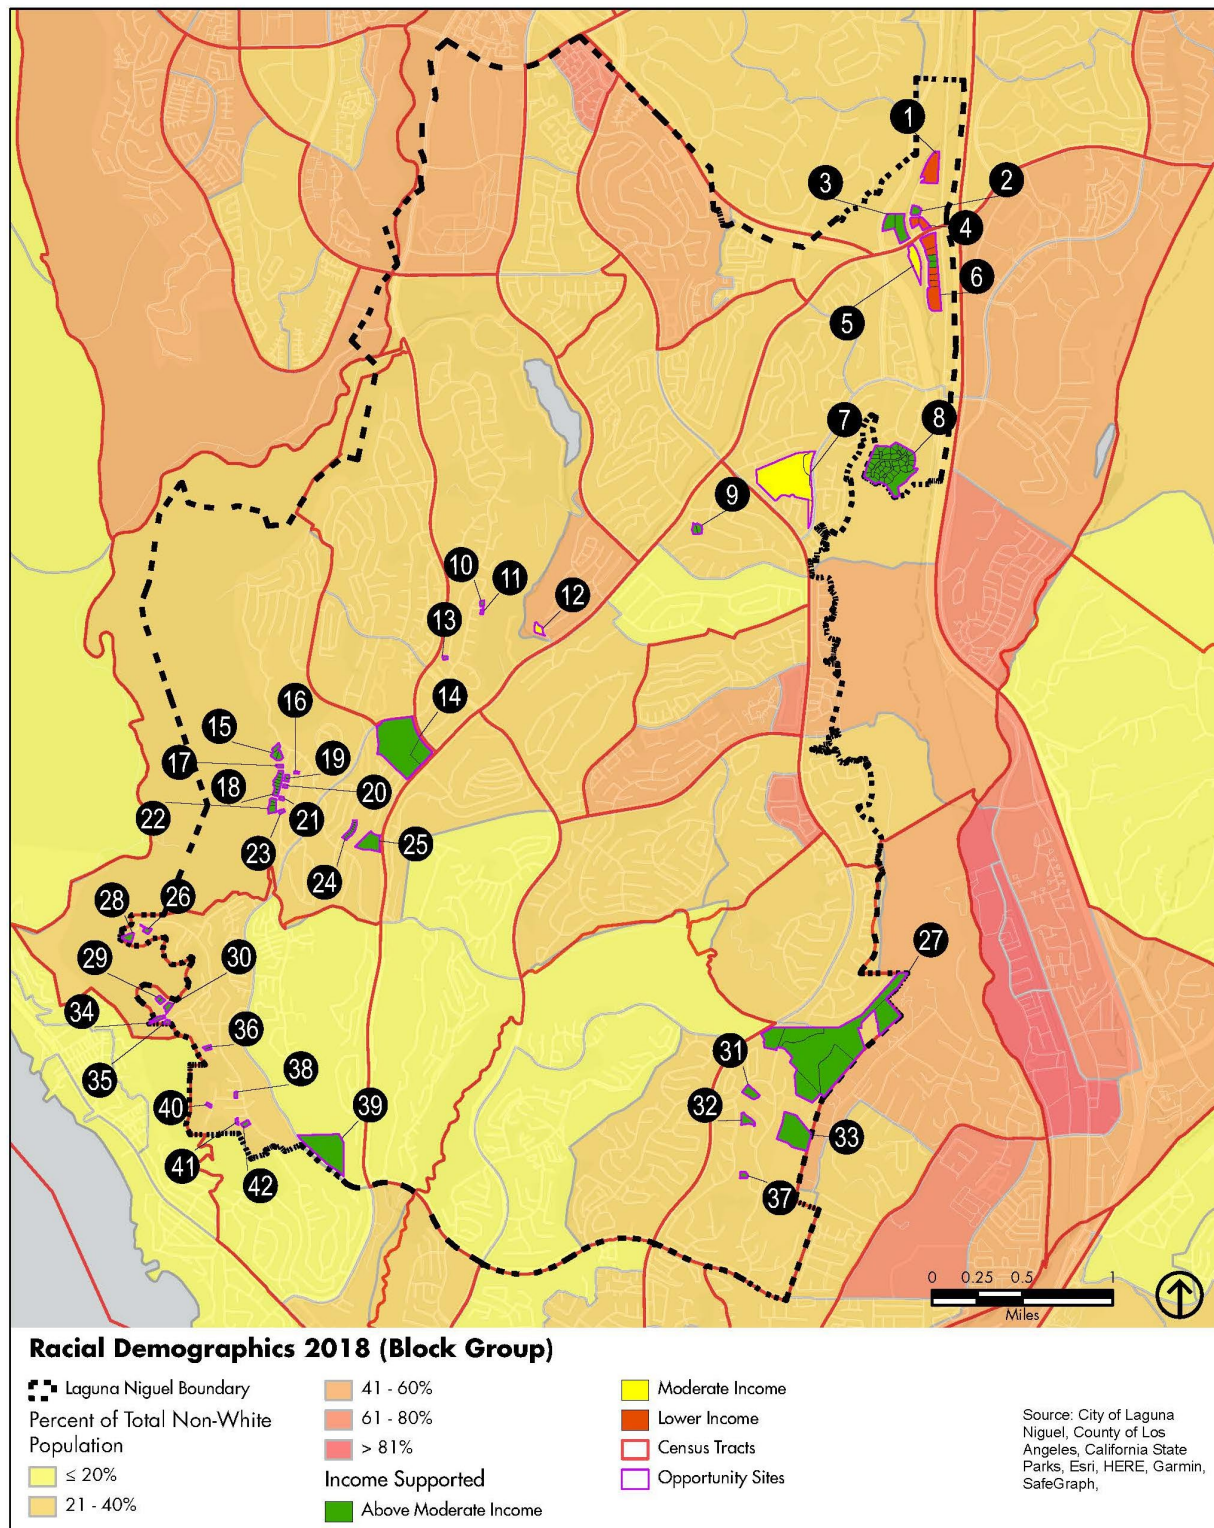 1
2
3
4
6
5
7
8
9
10
11
12
13
14
15
16
17
19
18
20
22
21
23
24
25
26
28
27
29
30
34
36
35
31
38
32
40
39
33
41
42
37
0 0.25 0.5 1
Miles
Racial Demographics 2018 (Block Group)
Laguna Niguel Boundary
Percent of Total Non-White
Population
≤ 20%
21 - 40%
41 - 60%
61 - 80%
> 81%
Income Supported
Above Moderate Income
Moderate Income
Lower Income
Census Tracts
Opportunity Sites
Source: City of Laguna
Niguel, County of Los
Angeles, California State
Parks, Esri, HERE, Garmin,
SafeGraph,